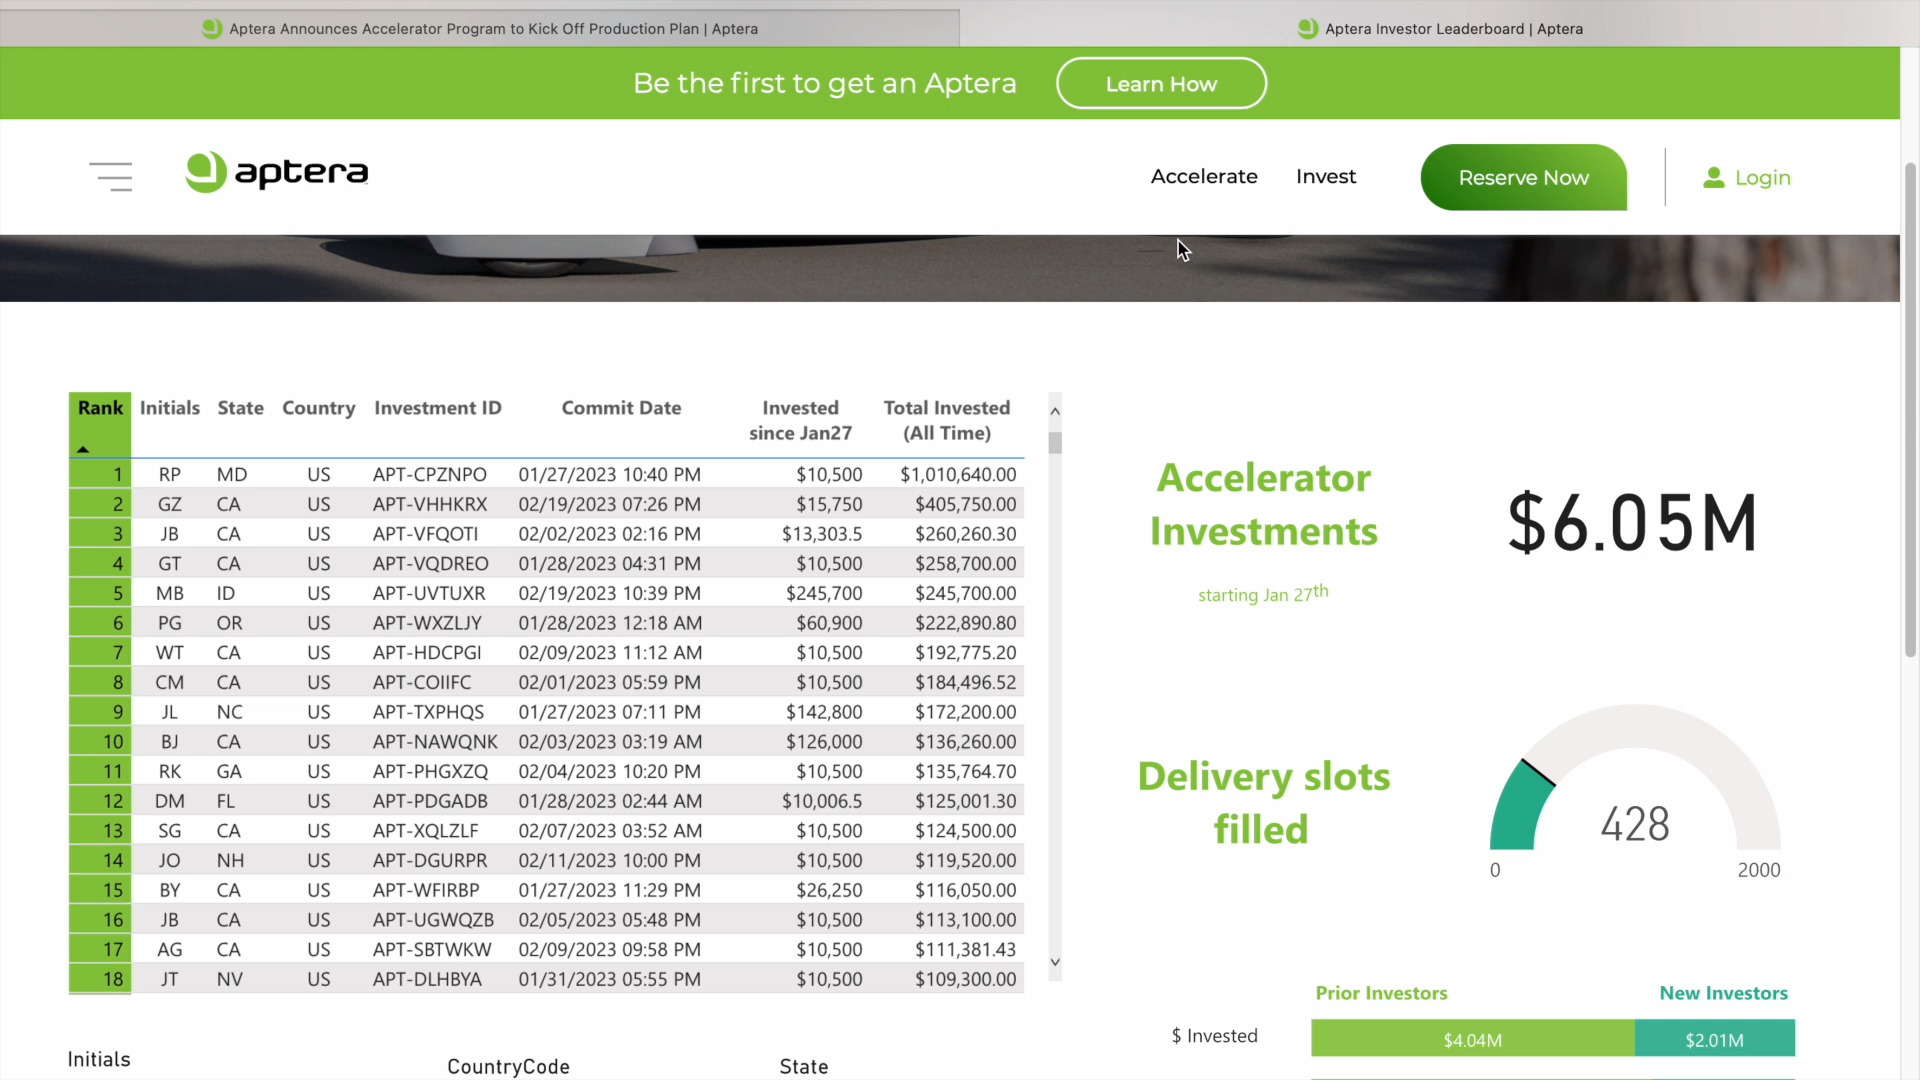 Aptera Announces Accelerator Program to Kick Off Production Plan | Aptera
Aptera Investor Leaderboard | Aptera
Be the first to get an Aptera Learn How
aptera Accelerate Invest Reserve Now Login
Rank Initials State Country Investment ID Commit Date Invested since Jan27 Total Invested (All Time)
1 RP MD US APT-CPZNPO 01/27/2023 10:40 PM $10,500 $1,010,640.00
2 GZ CA US APT-VHHKRX 02/19/2023 07:26 PM $15,750 $405,750.00
3 JB CA US APT-VFQOTI 02/02/2023 02:16 PM $13,303.5 $260,260.30
4 GT CA US APT-VQDREO 01/28/2023 04:31 PM $10,500 $258,700.00
5 MB ID US APT-UVTUXR 02/19/2023 10:39 PM $245,700 $245,700.00
6 PG OR US APT-WXZLJY 01/28/2023 12:18 AM $60,900 $222,890.80
7 WT CA US APT-HDCPGI 02/09/2023 11:12 AM $10,500 $192,775.20
8 CM CA US APT-COIIFC 02/01/2023 05:59 PM $10,500 $184,496.52
9 JL NC US APT-TXPHQS 01/27/2023 07:11 PM $142,800 $172,200.00
10 BJ CA US APT-NAWQNK 02/03/2023 03:19 AM $126,000 $136,260.00
11 RK GA US APT-PHGXZQ 02/04/2023 10:20 PM $10,500 $135,764.70
12 DM FL US APT-PDGADB 01/28/2023 02:44 AM $10,006.5 $125,001.30
13 SG CA US APT-XQLZLF 02/07/2023 03:52 AM $10,500 $124,500.00
14 JO NH US APT-DGURPR 02/11/2023 10:00 PM $10,500 $119,520.00
15 BY CA US APT-WFIRBP 01/27/2023 11:29 PM $26,250 $116,050.00
16 JB CA US APT-UGWQZB 02/05/2023 05:48 PM $10,500 $113,100.00
17 AG CA US APT-SBTWKW 02/09/2023 09:58 PM $10,500 $111,381.43
18 JT NV US APT-DLHBYA 01/31/2023 05:55 PM $10,500 $109,300.00
Initials CountryCode State
Accelerator
Investments
starting Jan 27th
$6.05M
Delivery slots
filled
428
0 2000
Prior Investors New Investors
$ Invested $4.04M $2.01M